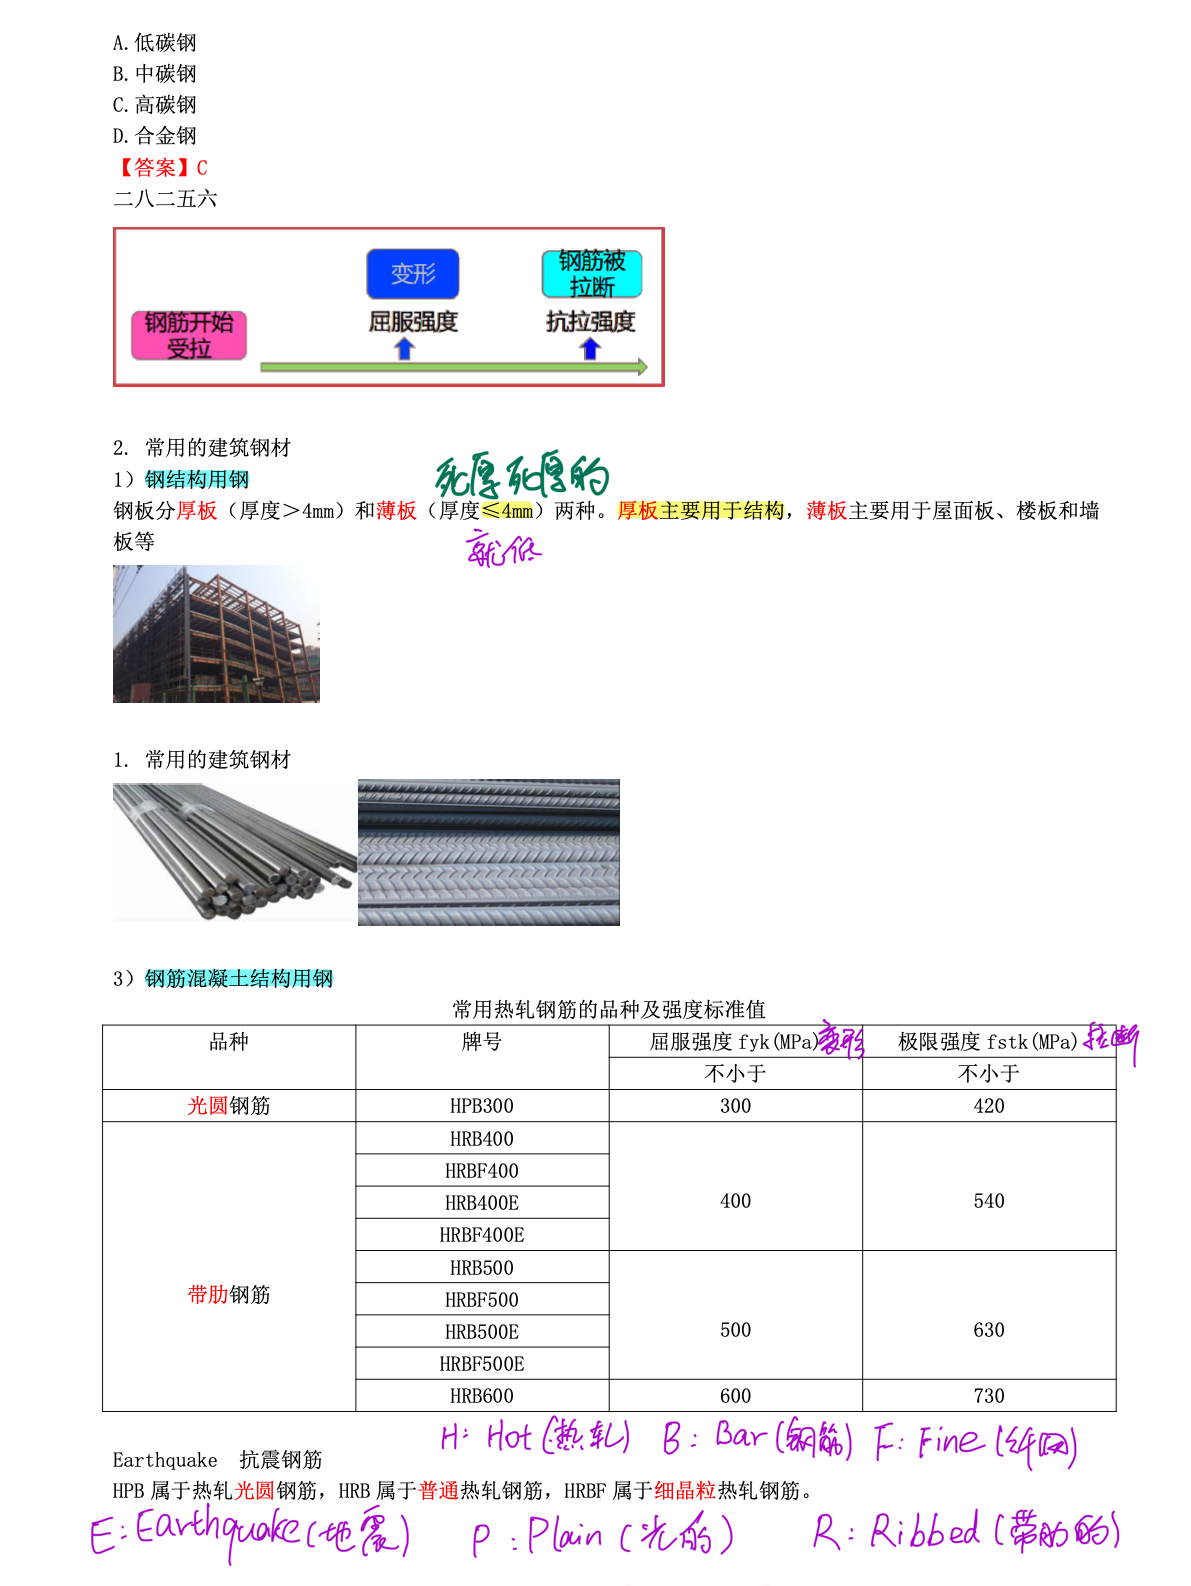 A.低碳钢
B.中碳钢
C.高碳钢
D.合金钢
【答案】C
二八二五六
变形
钢筋被
拉断
钢筋开始
受拉
屈服强度
抗拉强度
2. 常用的建筑钢材
1）钢结构用钢
死厚死厚的
钢板分厚板（厚度＞4mm）和薄板（厚度≤4mm）两种。厚板主要用于结构，薄板主要用于屋面板、楼板和墙
板等
就低
1. 常用的建筑钢材
3）钢筋混凝土结构用钢
常用热轧钢筋的品种及强度标准值
品种 牌号 屈服强度 fyk(MPa) 变形 极限强度 fstk(MPa) 拉断
不小于 不小于
光圆钢筋 HPB300 300 420
HRB400
HRBF400
HRB400E 400 540
HRBF400E
HRB500
带肋钢筋 HRBF500
HRB500E 500 630
HRBF500E
HRB600 600 730
H: Hot(热轧) B: Bar(钢筋) F: Fine(纤网)
Earthquake 抗震钢筋
HPB 属于热轧光圆钢筋，HRB 属于普通热轧钢筋，HRBF 属于细晶粒热轧钢筋。
E: Earthquake(地震) P: Plain(光的) R: Ribbed(带肋的)